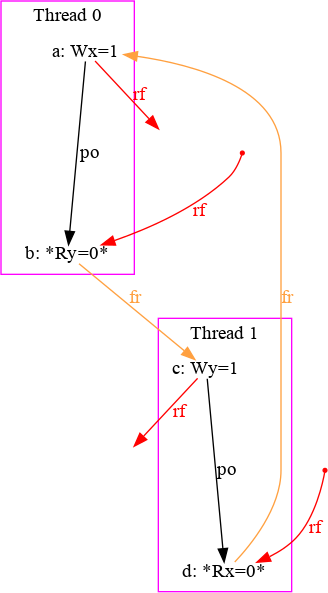 Thread 0
a: Wx=1
rf
po
rf
b: *Ry=0*
fr
fr
Thread 1
c: Wy=1
rf
po
rf
d: *Rx=0*